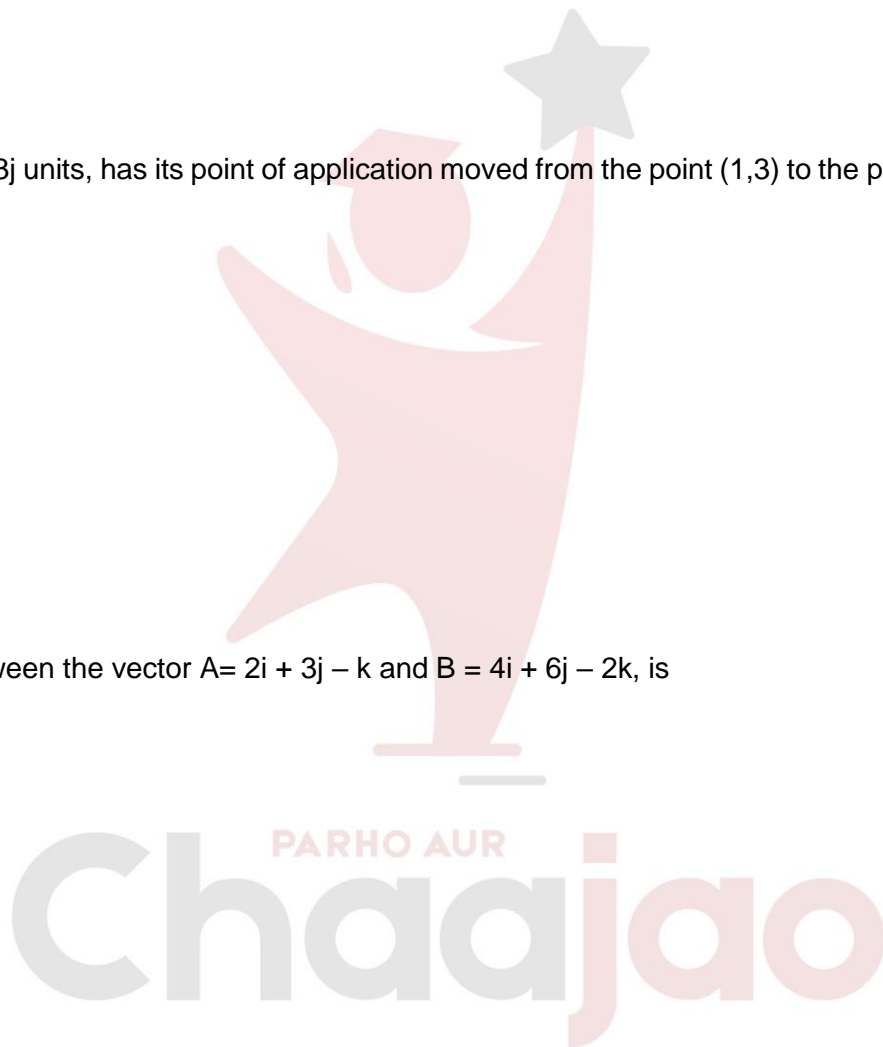 3j units, has its point of application moved from the point (1,3) to the p
ween the vector A= 2i + 3j – k and B = 4i + 6j – 2k, is
PARHO AUR
Chaajao